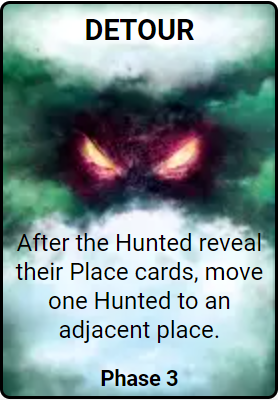 DETOUR
After the Hunted reveal
their Place cards, move
one Hunted to an
adjacent place.
Phase 3